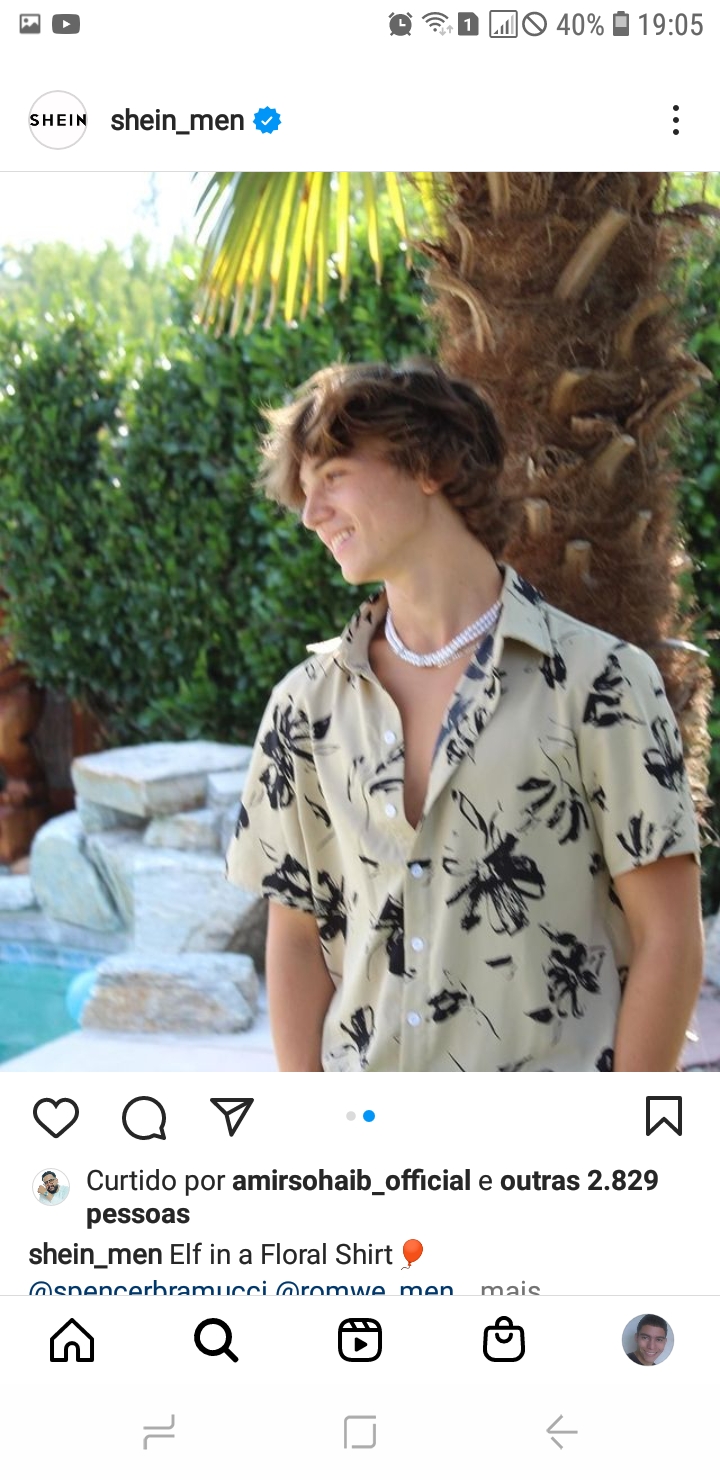 1 40% 19:05
SHEIN shein_men
Curtido por amirsohaib_official e outras 2.829
pessoas
shein_men Elf in a Floral Shirt🎈
@spencerbramucci @romwe_men... mais